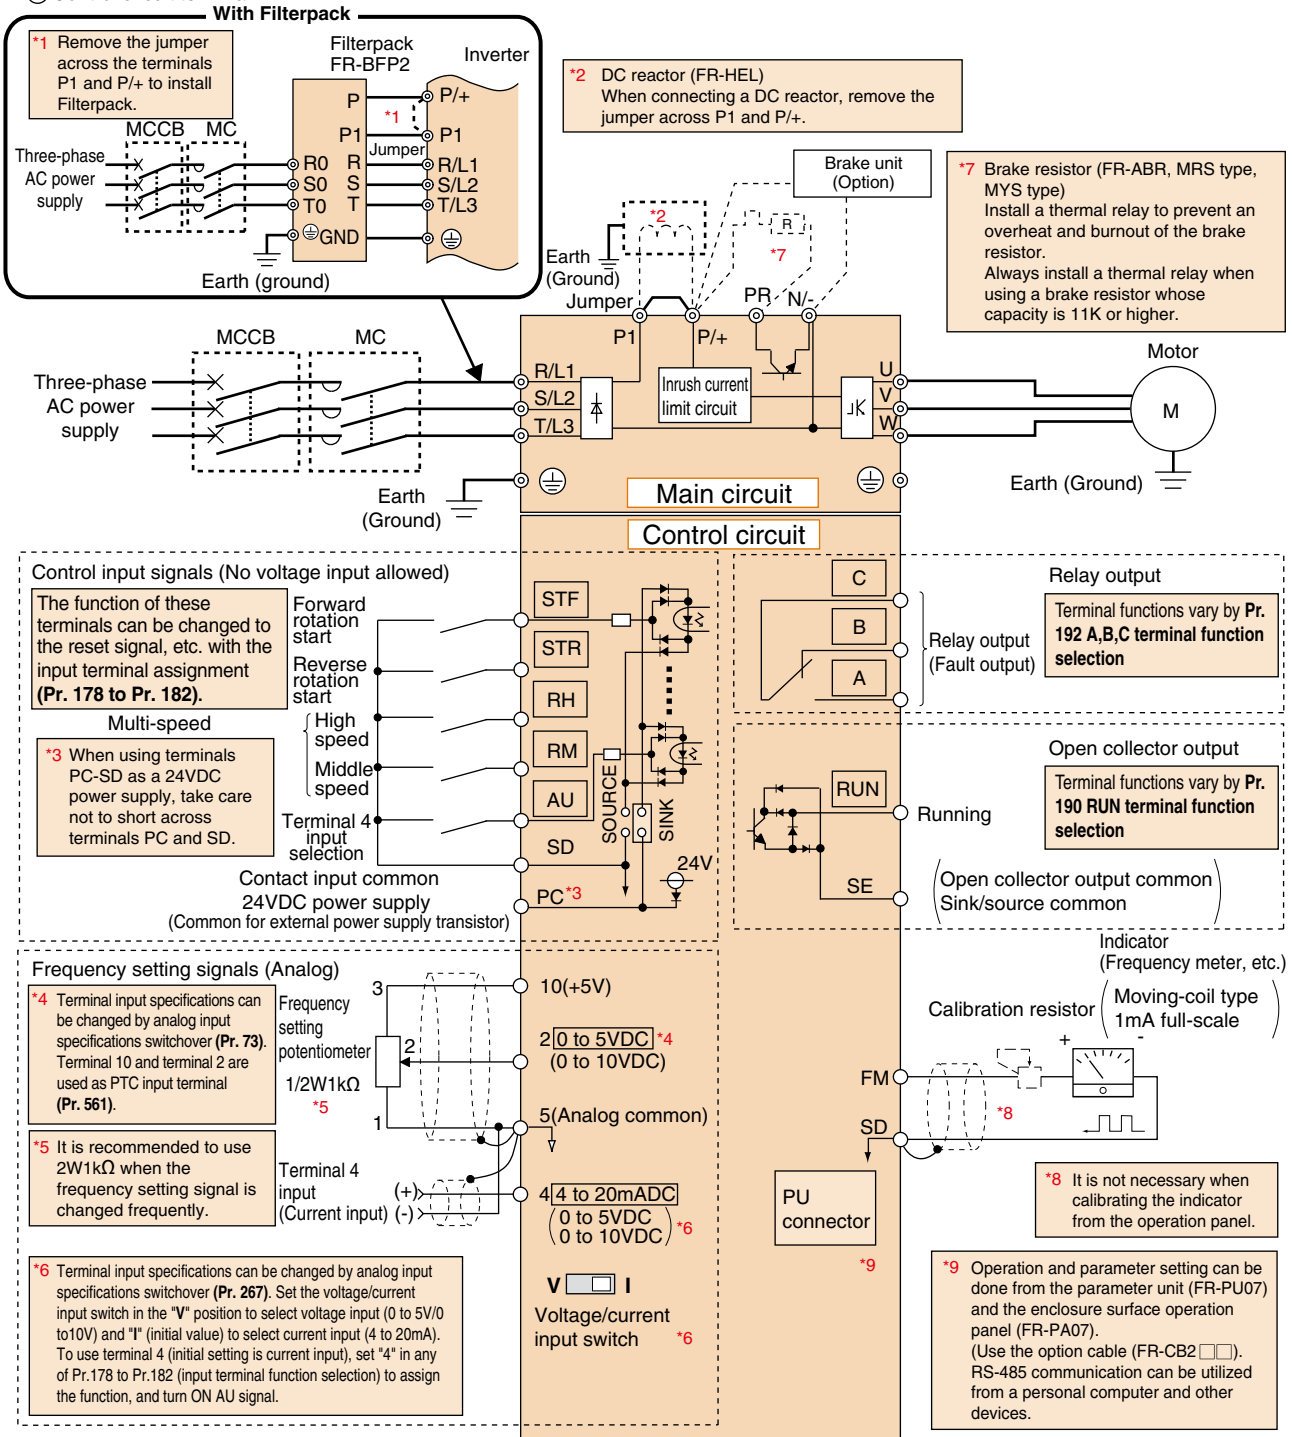 With Filterpack
*1 Remove the jumper
across the terminals
P1 and P/+ to install
Filterpack.
Filterpack
FR-BFP2
Inverter
P
P/+
*1
P1
P1
Jumper
MCCB
MC
Three-phase
AC power
supply
R0
R
R/L1
S0
S
S/L2
T0
T
T/L3
GND
Earth (ground)
*2 DC reactor (FR-HEL)
When connecting a DC reactor, remove the
jumper across P1 and P/+.
Brake unit
(Option)
*7 Brake resistor (FR-ABR, MRS type,
MYS type)
Install a thermal relay to prevent an
overheat and burnout of the brake
resistor.
Always install a thermal relay when
using a brake resistor whose
capacity is 11K or higher.
*2
R
*7
Earth
(Ground)
Jumper
PR
N/-
P1
P/+
MCCB
MC
Three-phase
AC power
supply
R/L1
S/L2
T/L3
Inrush current
limit circuit
U
V
W
Motor
M
Earth (Ground)
Earth
(Ground)
Main circuit
Control circuit
Control input signals (No voltage input allowed)
The function of these
terminals can be changed to
the reset signal, etc. with the
input terminal assignment
(Pr. 178 to Pr. 182).
Forward
rotation
start
Reverse
rotation
start
Multi-speed
High
speed
Middle
speed
*3 When using terminals
PC-SD as a 24VDC
power supply, take care
not to short across
terminals PC and SD.
Terminal 4
input
selection
Contact input common
24VDC power supply
(Common for external power supply transistor)
STF
STR
RH
RM
AU
SD
PC *3
SOURCE
SINK
24V
C
B
A
Relay output
(Fault output)
Relay output
Terminal functions vary by Pr.
192 A,B,C terminal function
selection
Open collector output
Terminal functions vary by Pr.
190 RUN terminal function
selection
RUN
Running
SE
Open collector output common
Sink/source common
Frequency setting signals (Analog)
*4 Terminal input specifications can
be changed by analog input
specifications switchover (Pr. 73).
Terminal 10 and terminal 2 are
used as PTC input terminal
(Pr. 561).
Frequency
setting
potentiometer
1/2W1kΩ
*5
3
2
1
10(+5V)
2 0 to 5VDC *4
(0 to 10VDC)
5(Analog common)
*5 It is recommended to use
2W1kΩ when the
frequency setting signal is
changed frequently.
Terminal 4
input
(Current input)
(+)
(-)
4 4 to 20mADC
0 to 5VDC
0 to 10VDC
*6
V
I
Voltage/current
input switch *6
*6 Terminal input specifications can be changed by analog input
specifications switchover (Pr. 267). Set the voltage/current
input switch in the "V" position to select voltage input (0 to 5V/0
to10V) and "I" (initial value) to select current input (4 to 20mA).
To use terminal 4 (initial setting is current input), set "4" in any
of Pr.178 to Pr.182 (input terminal function selection) to assign
the function, and turn ON AU signal.
Indicator
(Frequency meter, etc.)
Calibration resistor
Moving-coil type
1mA full-scale
+
-
FM
*8
SD
PU
connector
*9
*8 It is not necessary when
calibrating the indicator
from the operation panel.
*9 Operation and parameter setting can be
done from the parameter unit (FR-PU07)
and the enclosure surface operation
panel (FR-PA07).
(Use the option cable (FR-CB2□□).
RS-485 communication can be utilized
from a personal computer and other
devices.